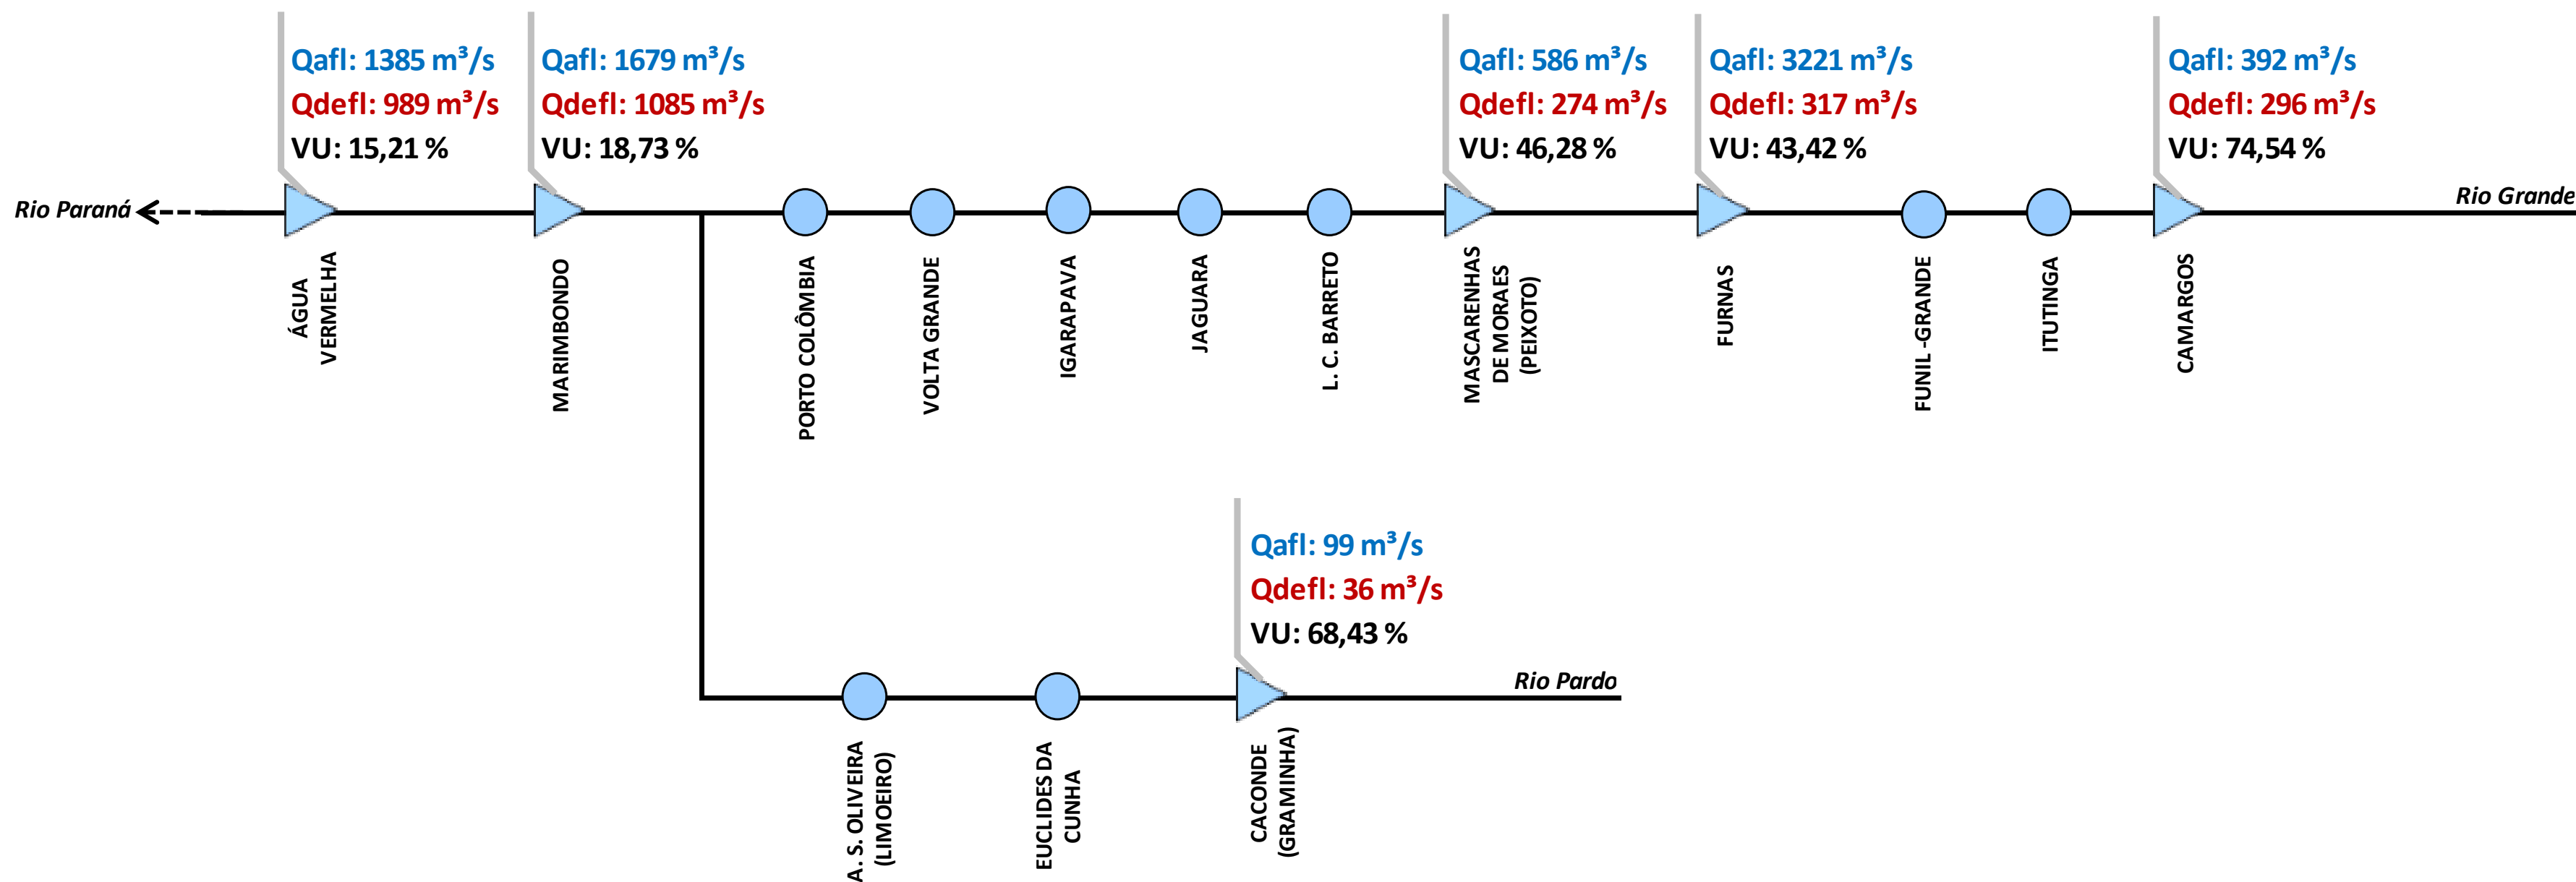 Qafl: 1385 m³/s
Qdefl: 989 m³/s
VU: 15,21 %
Qafl: 1679 m³/s
Qdefl: 1085 m³/s
VU: 18,73 %
Qafl: 586 m³/s
Qdefl: 274 m³/s
VU: 46,28 %
Qafl: 3221 m³/s
Qdefl: 317 m³/s
VU: 43,42 %
Qafl: 392 m³/s
Qdefl: 296 m³/s
VU: 74,54 %
Rio Paraná
Rio Grande
ÁGUA
VERMELHA
MARIMBONDO
PORTO COLÔMBIA
VOLTA GRANDE
IGARAPAVA
JAGUARA
L. C. BARRETO
MASCARENHAS
DE MORAES
(PEIXOTO)
FURNAS
FUNIL -GRANDE
ITUTINGA
CAMARGOS
Qafl: 99 m³/s
Qdefl: 36 m³/s
VU: 68,43 %
Rio Pardo
A. S. OLIVEIRA
(LIMOEIRO)
EUCLIDES DA
CUNHA
CACONDE
(GRAMINHA)